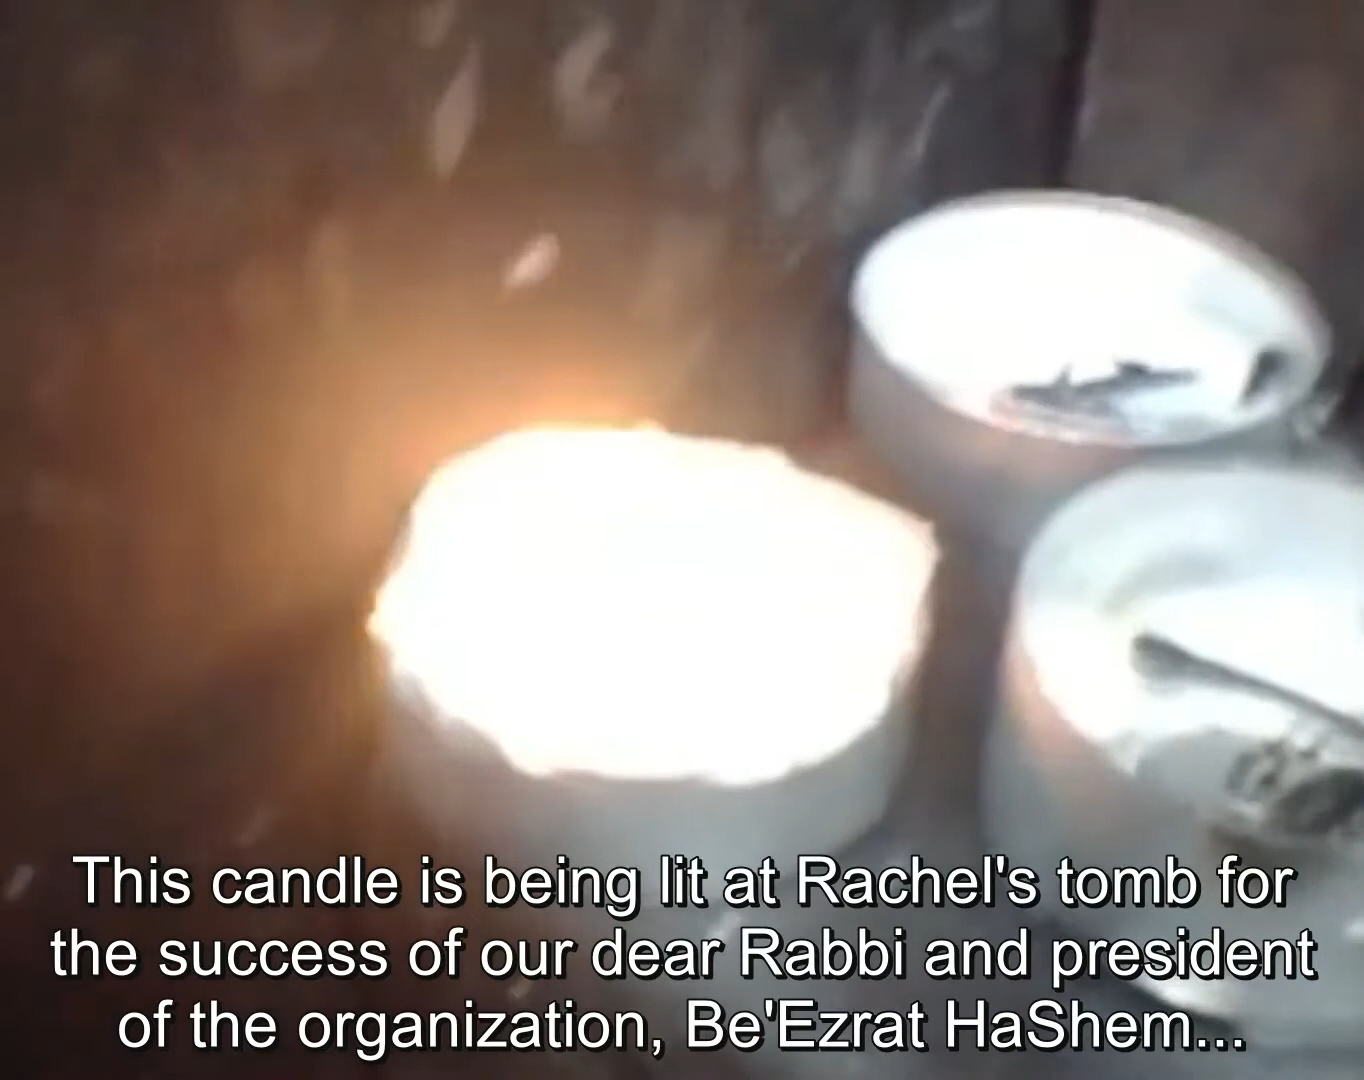 This candle is being lit at Rachel's tomb for
the success of our dear Rabbi and president
of the organization, Be'Ezrat HaShem...